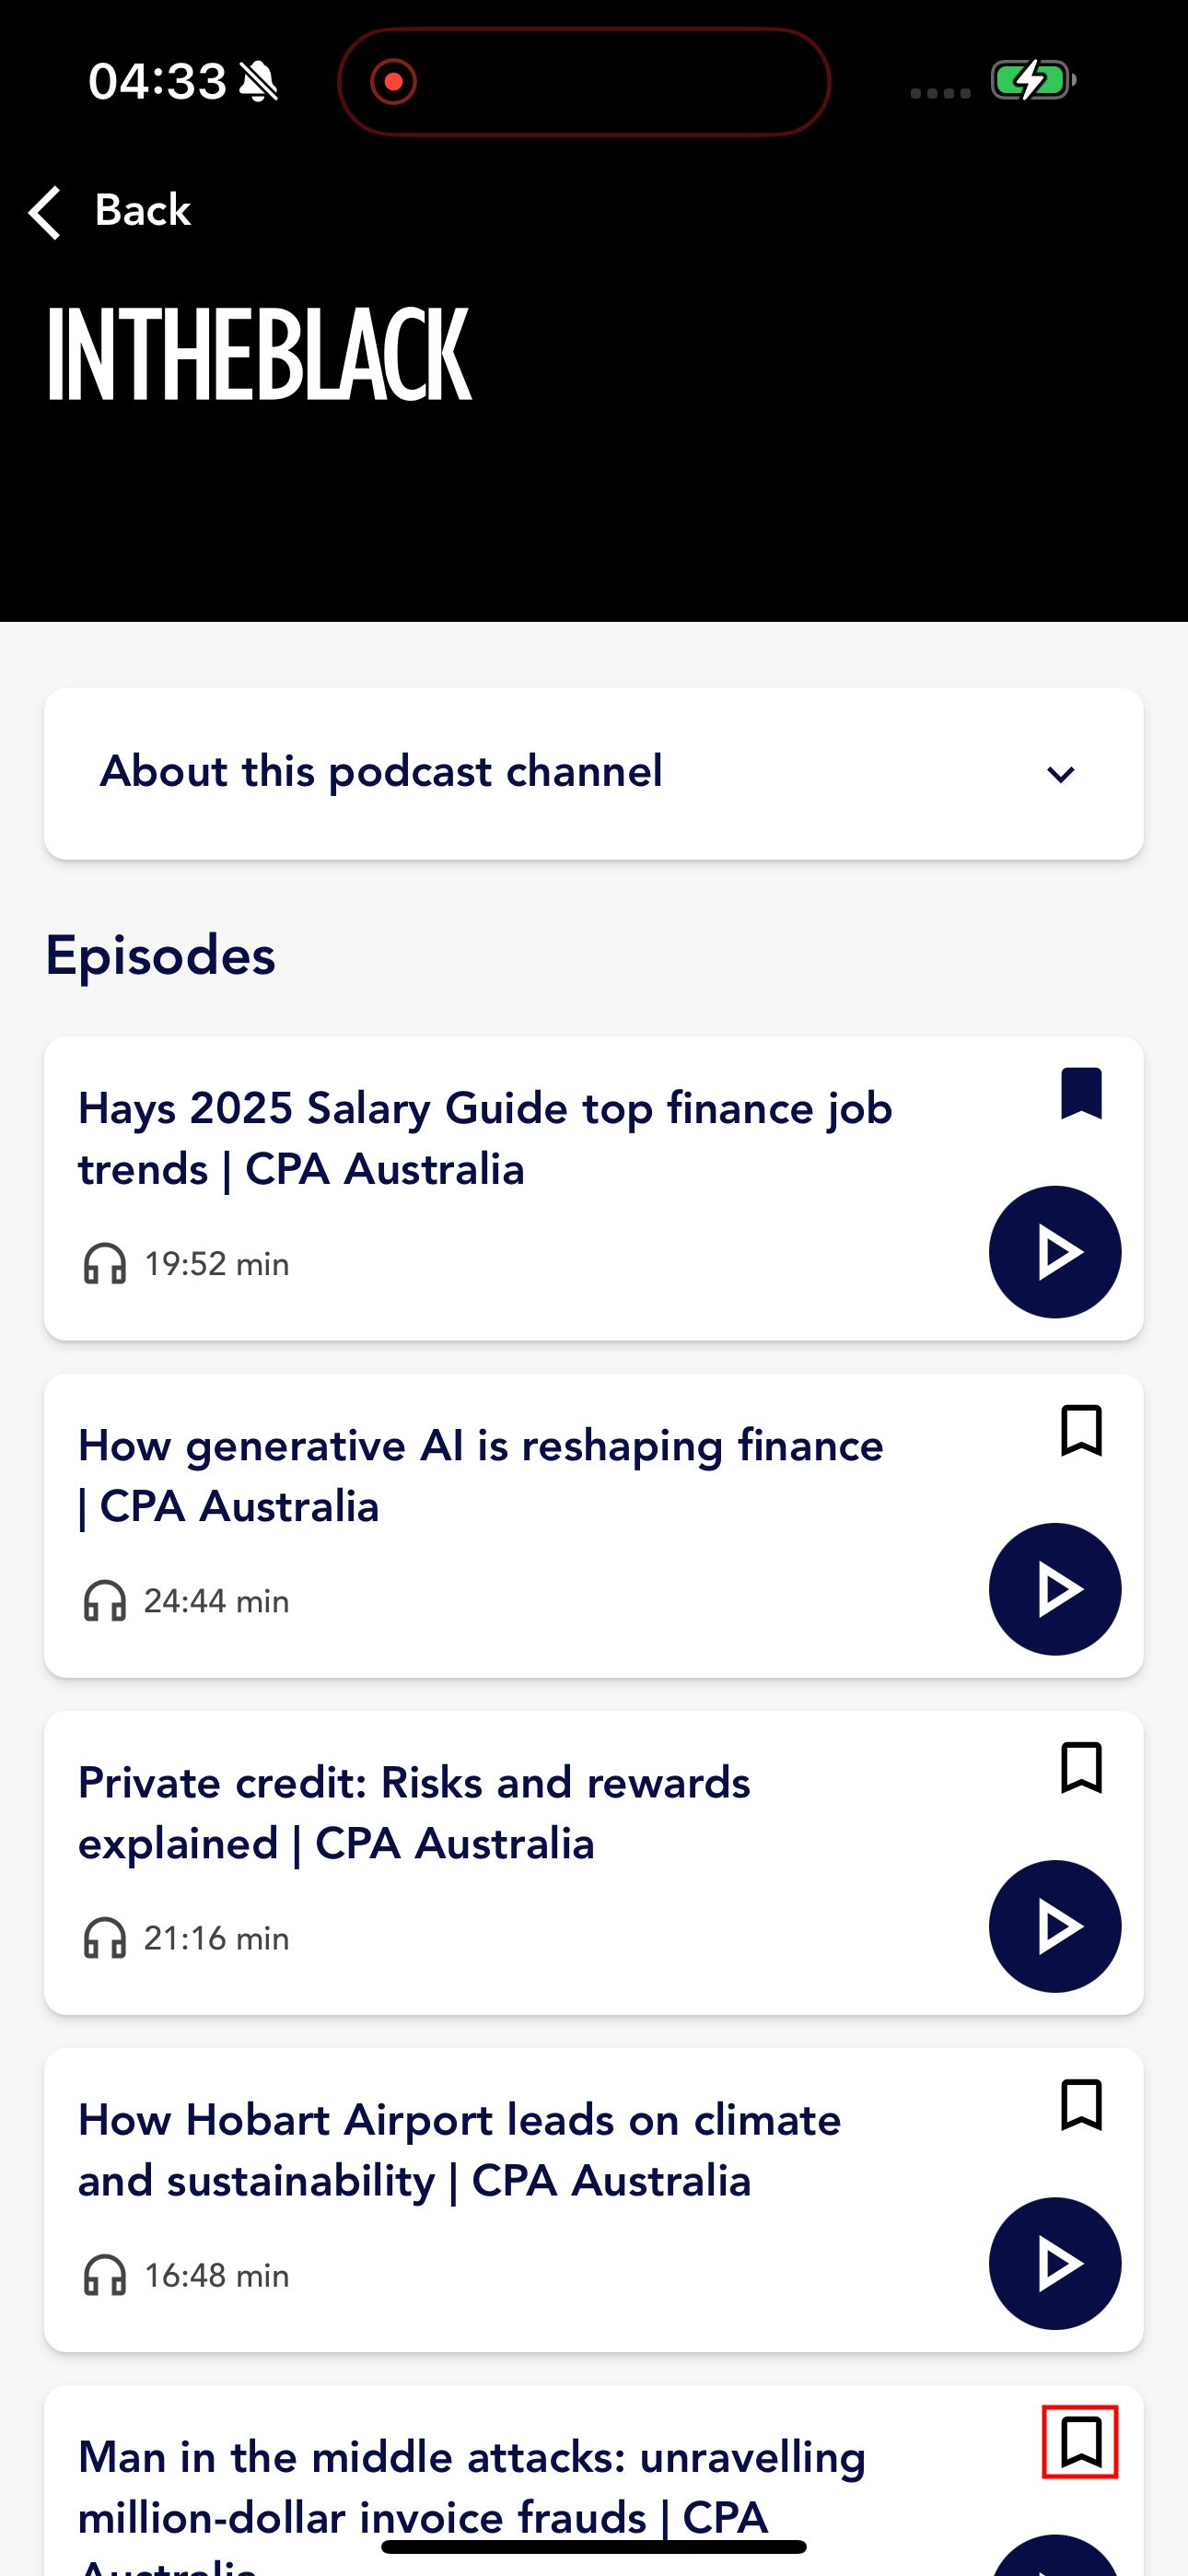 04:33
Back
INTHEBLACK
About this podcast channel
Episodes
Hays 2025 Salary Guide top finance job
trends | CPA Australia
19:52 min
How generative AI is reshaping finance
| CPA Australia
24:44 min
Private credit: Risks and rewards
explained | CPA Australia
21:16 min
How Hobart Airport leads on climate
and sustainability | CPA Australia
16:48 min
Man in the middle attacks: unravelling
million-dollar invoice frauds | CPA
Australia